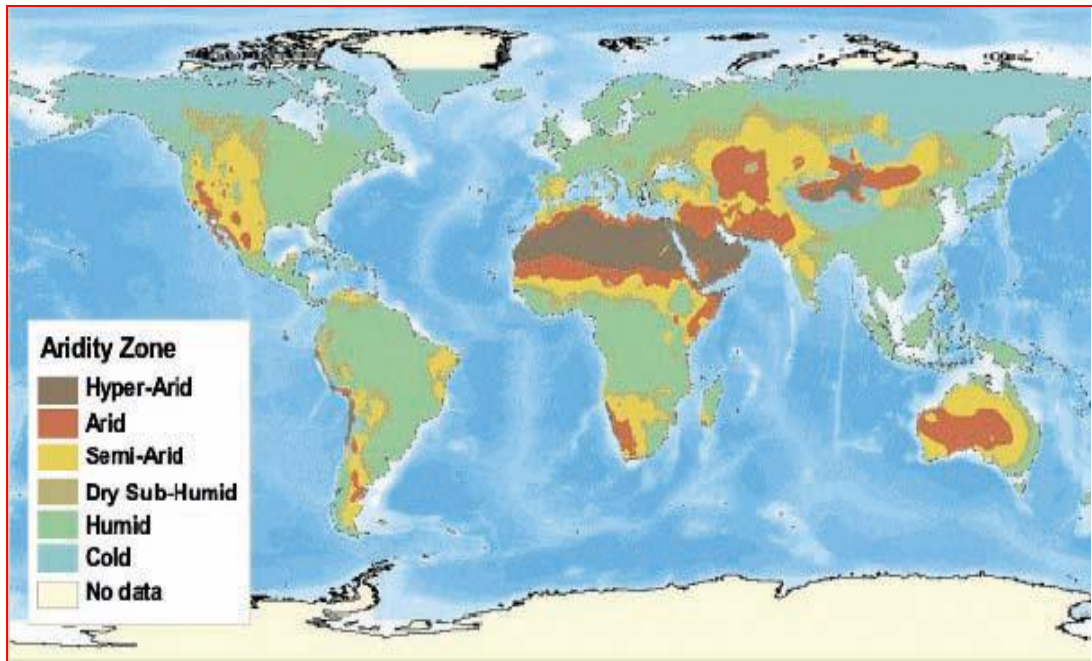 Aridity Zone
Hyper-Arid
Arid
Semi-Arid
Dry Sub-Humid
Humid
Cold
No data